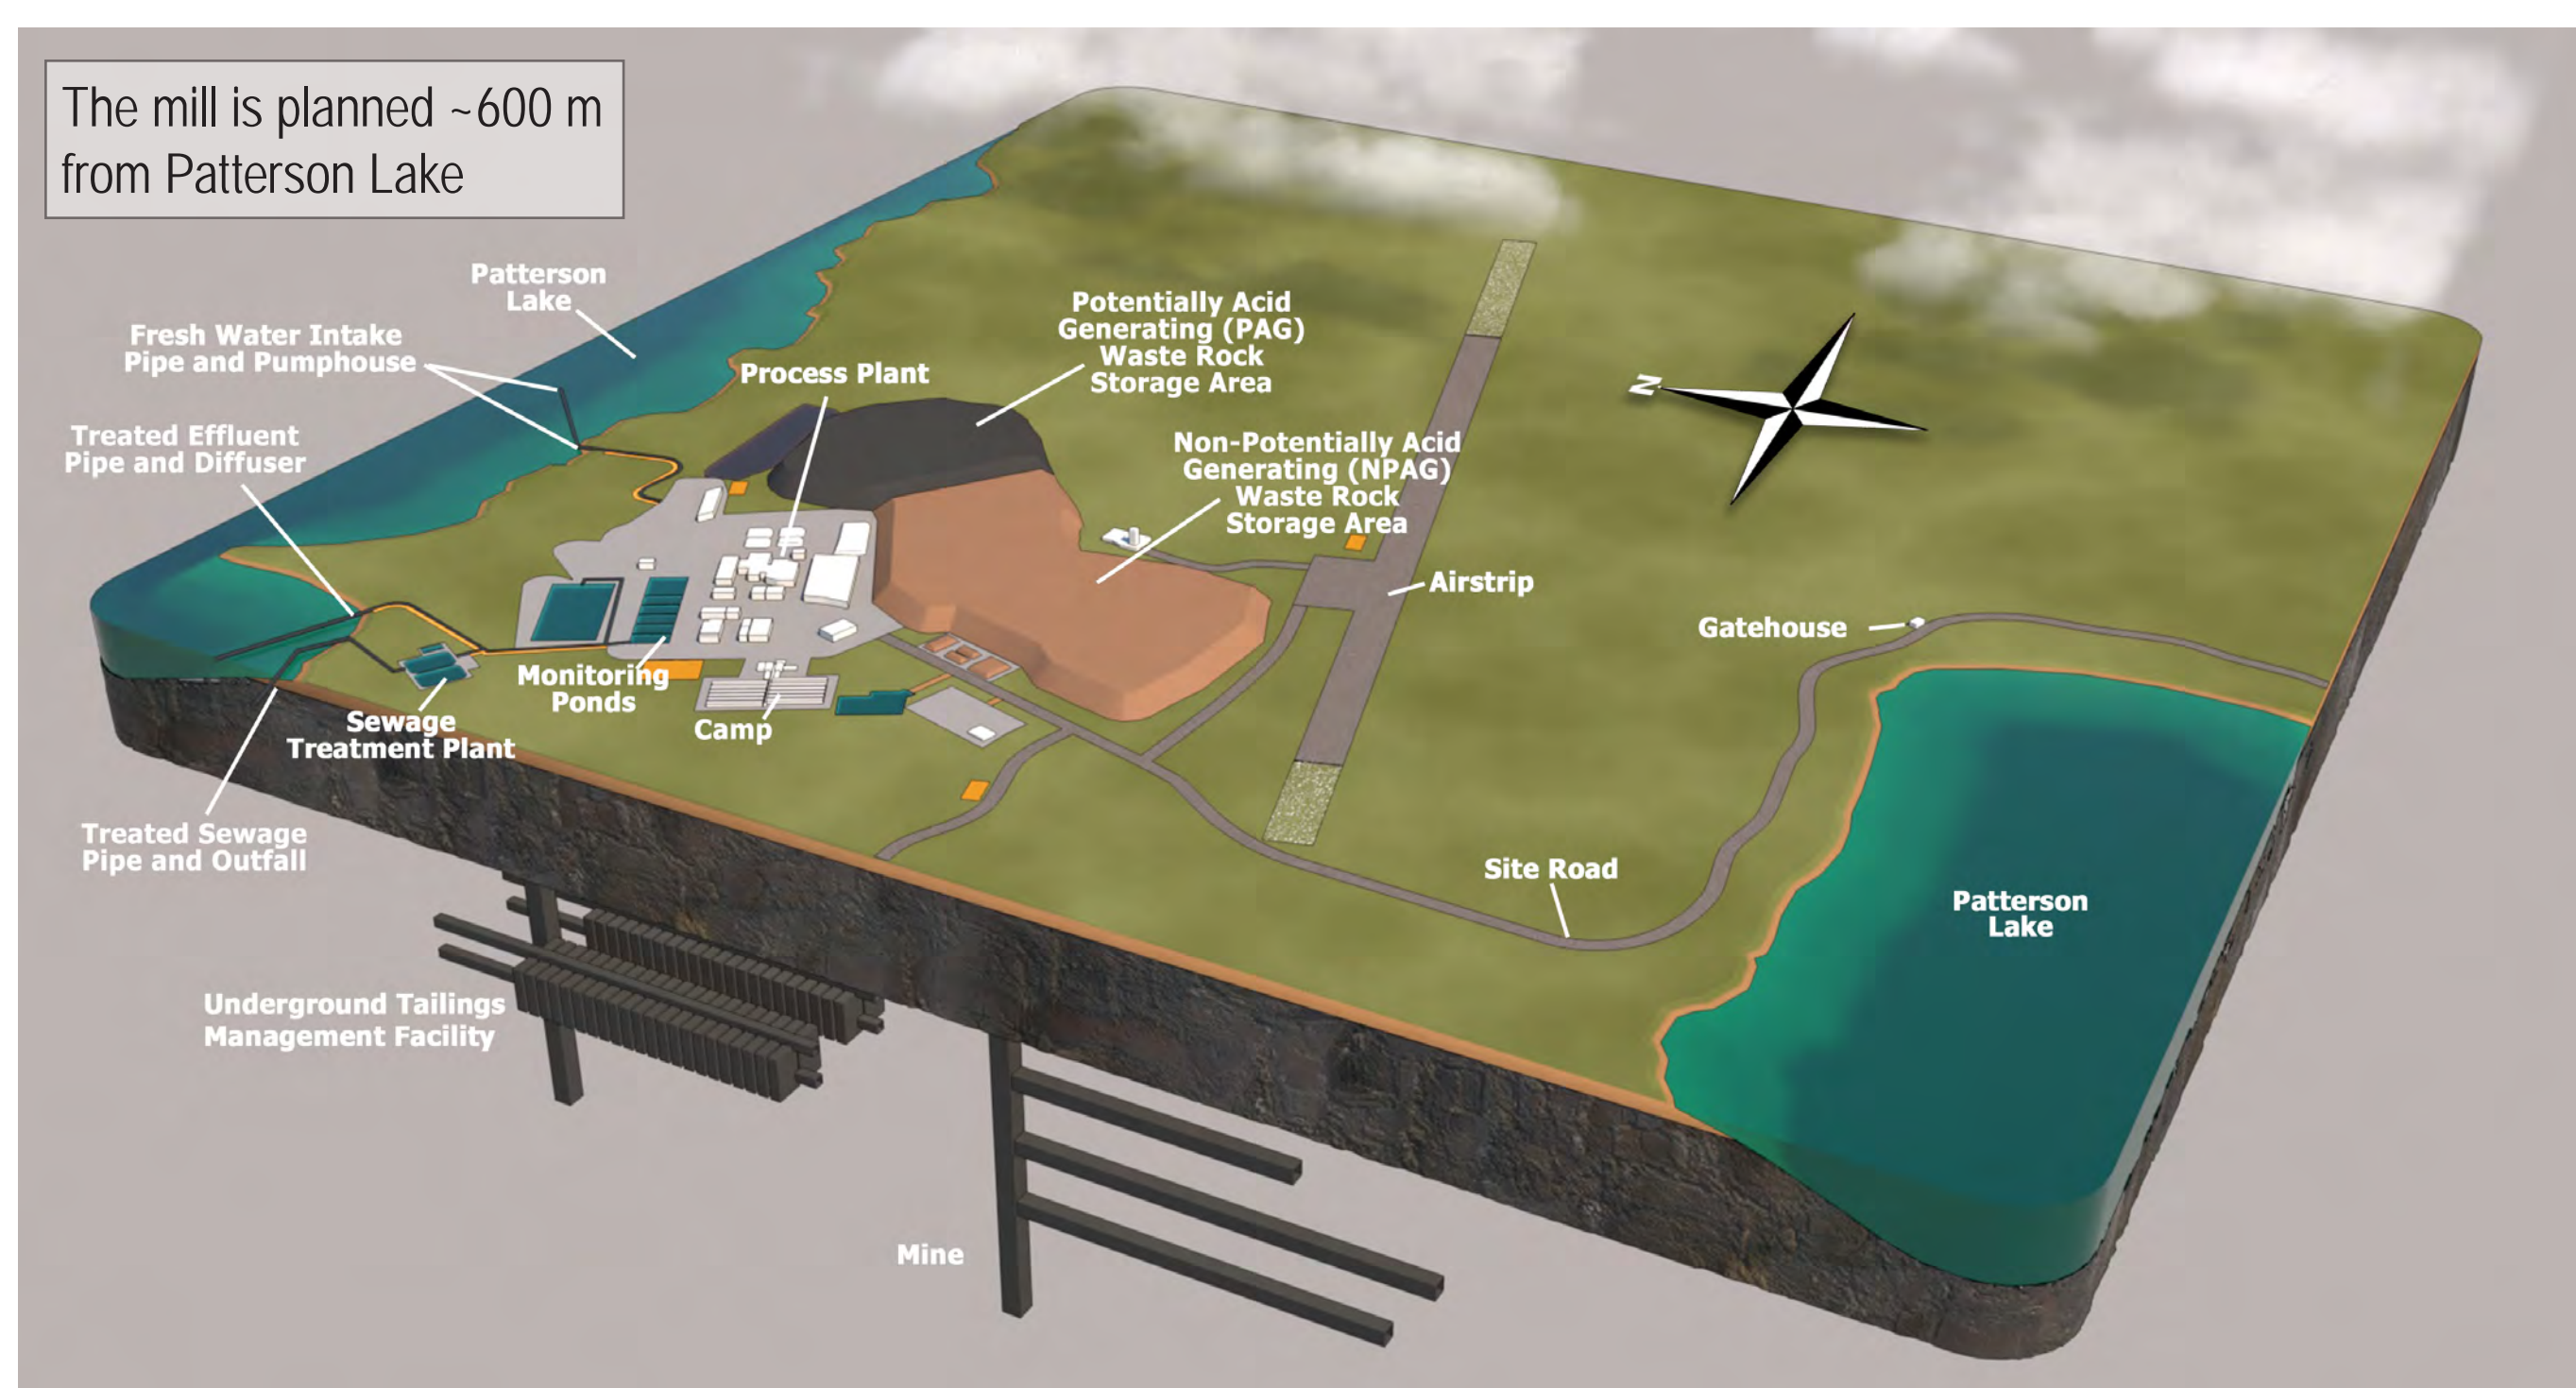 The mill is planned ~600 m
from Patterson Lake
Patterson
Lake
Fresh Water Intake
Pipe and Pumphouse
Treated Effluent
Pipe and Diffuser
Process Plant
Potentially Acid
Generating (PAG)
Waste Rock
Storage Area
Non-Potentially Acid
Generating (NPAG)
Waste Rock
Storage Area
N
Airstrip
Gatehouse
Monitoring
Ponds
Camp
Sewage
Treatment Plant
Treated Sewage
Pipe and Outfall
Site Road
Patterson
Lake
Underground Tailings
Management Facility
Mine